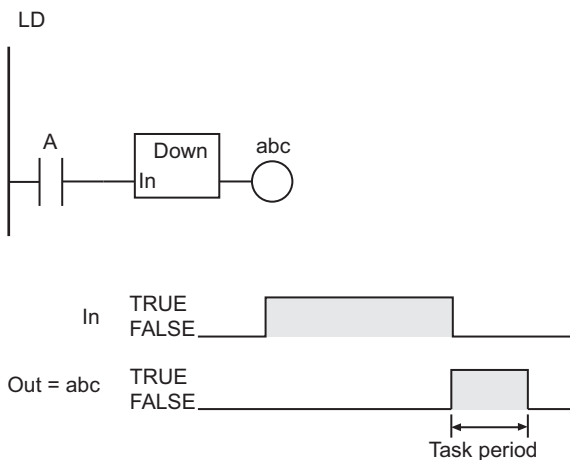 LD
A
Down
abc
In
In
TRUE
FALSE
Out = abc
TRUE
FALSE
Task period